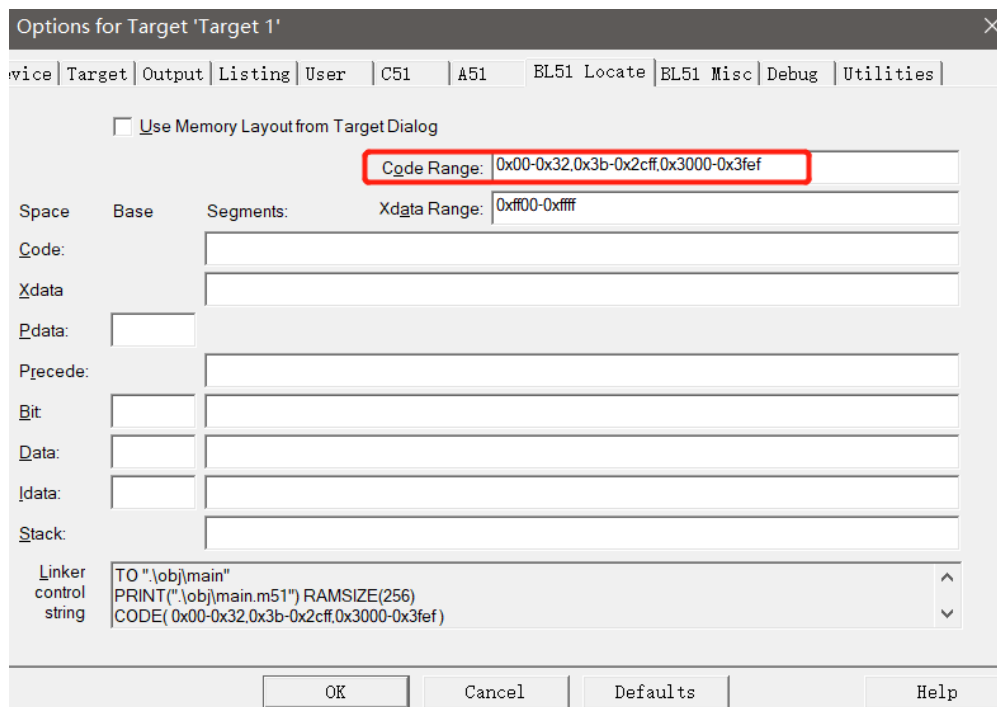 Options for Target 'Target 1'
vice Target Output Listing User C51 A51 BL51 Locate BL51 Misc Debug Utilities
Use Memory Layout from Target Dialog
Code Range: 0x00-0x32,0x3b-0x2cff,0x3000-0x3fef
Space Base Segments: Xdata Range: 0xff00-0xffff
Code:
Xdata
Pdata:
Precede:
Bit
Data:
Idata:
Stack:
Linker control string
TO ".\obj\main"
PRINT(".\obj\main.m51") RAMSIZE(256)
CODE( 0x00-0x32,0x3b-0x2cff,0x3000-0x3fef )
OK Cancel Defaults Help